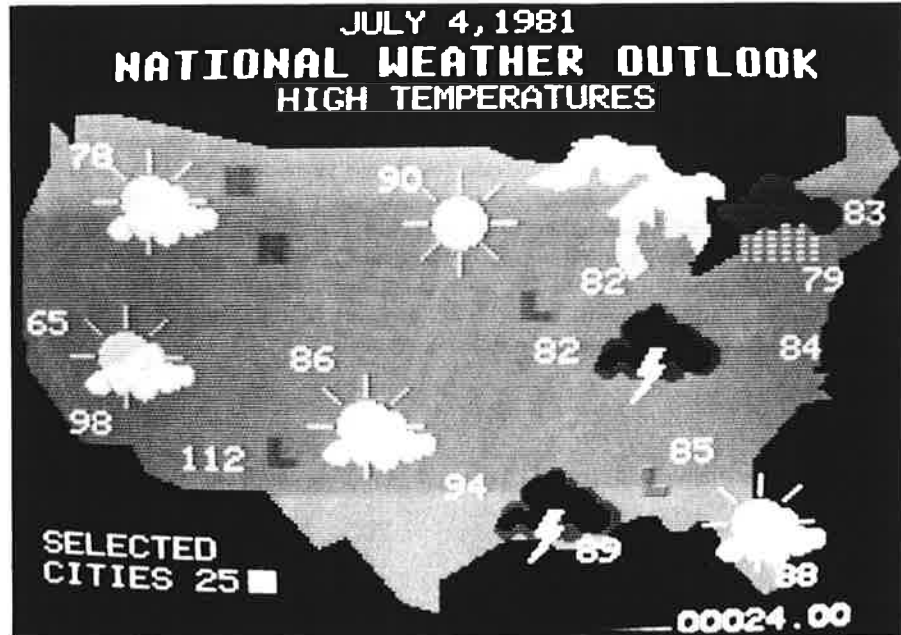 JULY 4,1981
NATIONAL WEATHER OUTLOOK
HIGH TEMPERATURES
78
90
83
82
79
65
86
82
84
98
112
L
L
94
85
L
89
88
SELECTED
CITIES 25
00024.00